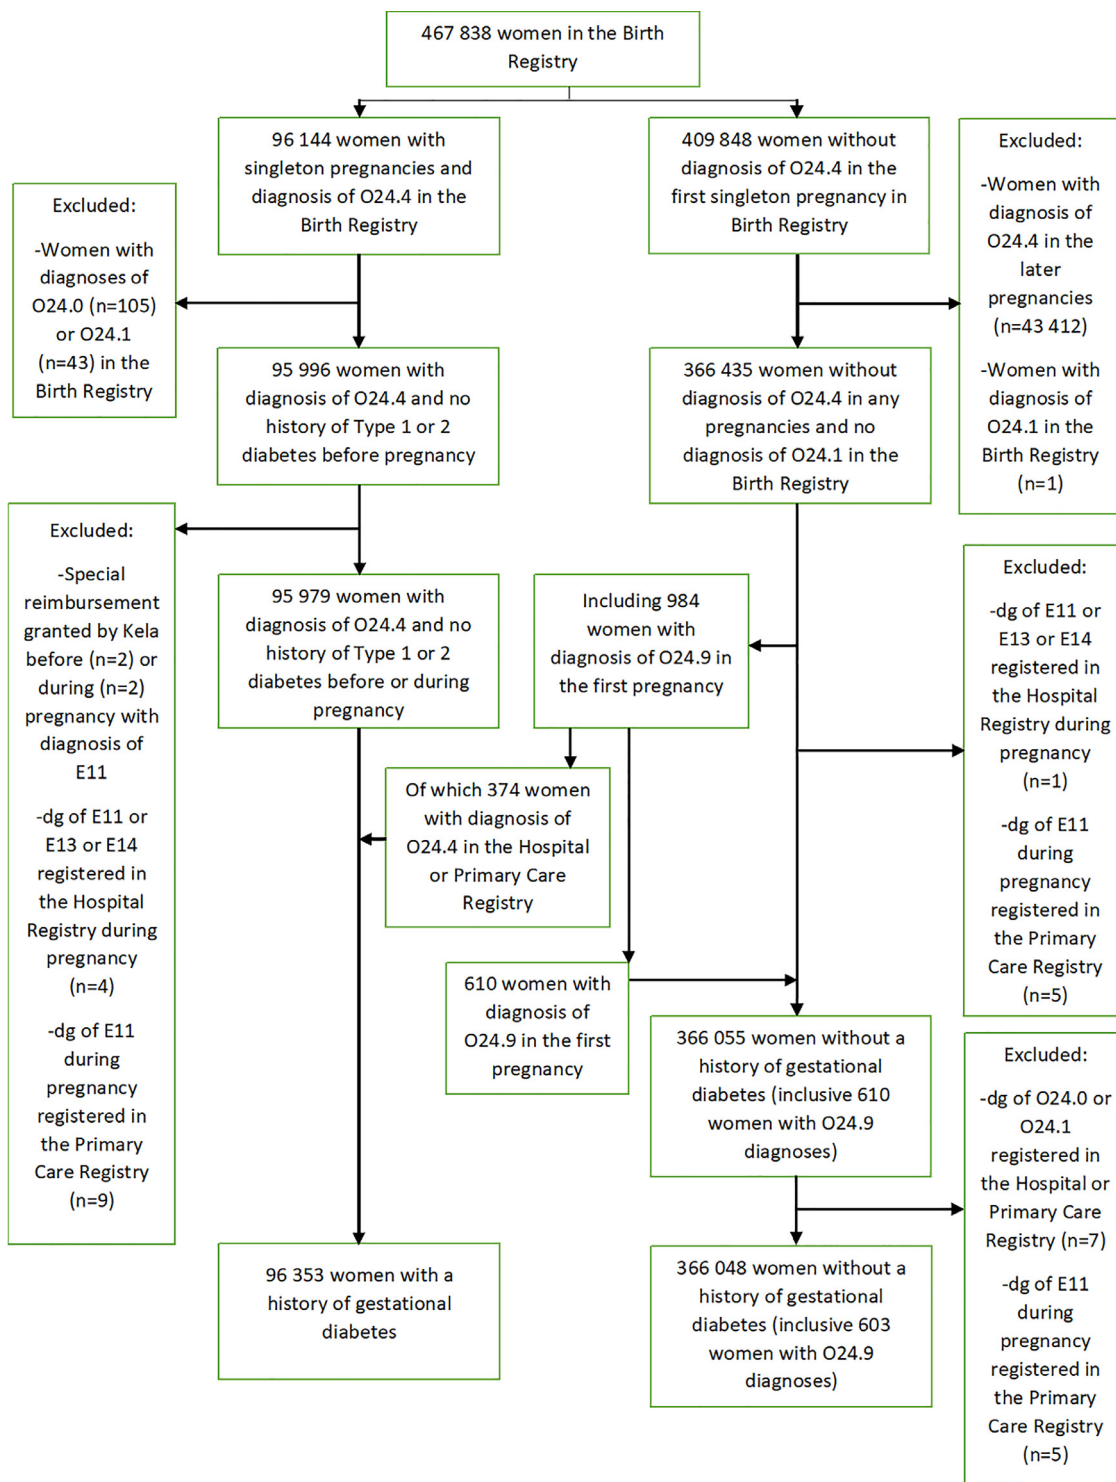 467 838 women in the Birth
Registry
96 144 women with
singleton pregnancies and
diagnosis of O24.4 in the
Birth Registry
409 848 women without
diagnosis of O24.4 in the
first singleton pregnancy in
Birth Registry
Excluded:
-Women with
diagnosis of
O24.4 in the
later
pregnancies
(n=43 412)
-Women with
diagnosis of
O24.1 in the
Birth Registry
(n=1)
Excluded:
-Women with
diagnoses of
O24.0 (n=105)
or O24.1
(n=43) in the
Birth Registry
95 996 women with
diagnosis of O24.4 and no
history of Type 1 or 2
diabetes before pregnancy
366 435 women without
diagnosis of O24.4 in any
pregnancies and no
diagnosis of O24.1 in the
Birth Registry
Excluded:
-Special
reimbursement
granted by Kela
before (n=2) or
during (n=2)
pregnancy with
diagnosis of
E11
-dg of E11 or
E13 or E14
registered in
the Hospital
Registry during
pregnancy
(n=4)
-dg of E11
during
pregnancy
registered in
the Primary
Care Registry
(n=9)
95 979 women with
diagnosis of O24.4 and no
history of Type 1 or 2
diabetes before or during
pregnancy
Including 984
women with
diagnosis of O24.9 in
the first pregnancy
Excluded:
-dg of E11 or
E13 or E14
registered in
the Hospital
Registry during
pregnancy
(n=1)
-dg of E11
during
pregnancy
registered in
the Primary
Care Registry
(n=5)
Of which 374 women
with diagnosis of
O24.4 in the Hospital
or Primary Care
Registry
610 women with
diagnosis of
O24.9 in the first
pregnancy
366 055 women without a
history of gestational
diabetes (inclusive 610
women with O24.9
diagnoses)
Excluded:
-dg of O24.0 or
O24.1
registered in
the Hospital or
Primary Care
Registry (n=7)
-dg of E11
during
pregnancy
registered in
the Primary
Care Registry
(n=5)
96 353 women with a
history of gestational
diabetes
366 048 women without a
history of gestational
diabetes (inclusive 603
women with O24.9
diagnoses)